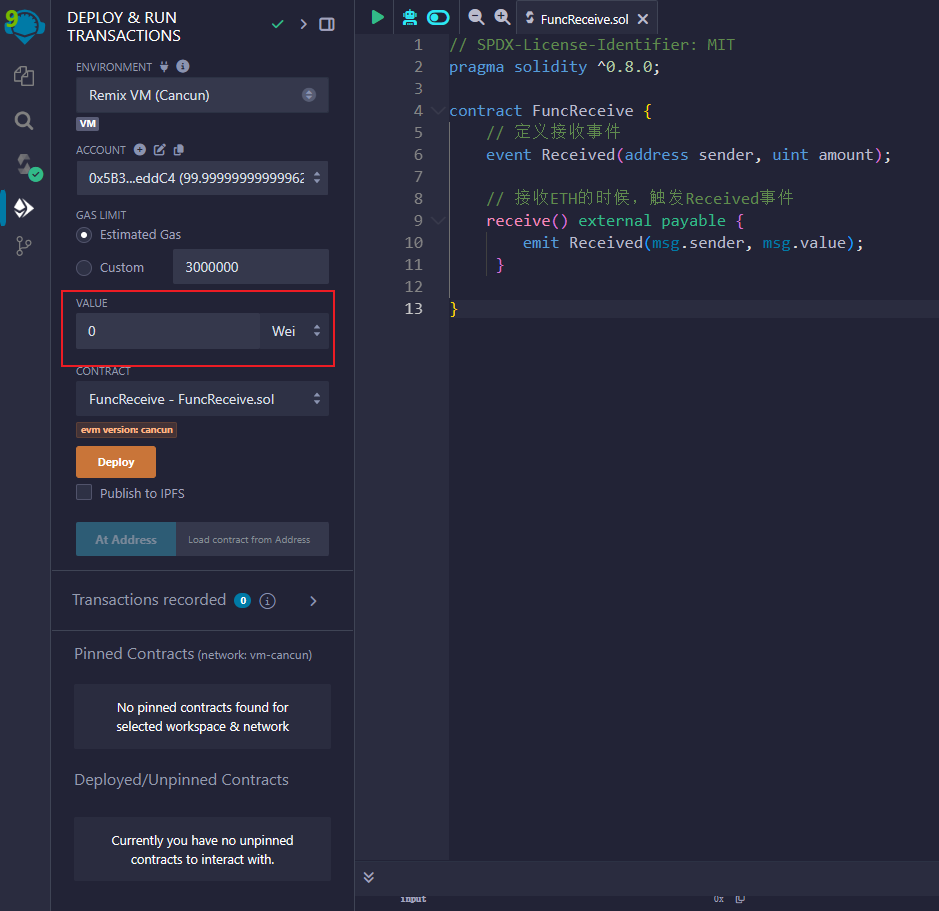 9
DEPLOY & RUN
TRANSACTIONS
ENVIRONMENT
Remix VM (Cancun)
VM
ACCOUNT
0x5B3...eddC4 (99.99999999999962
GAS LIMIT
Estimated Gas
Custom
3000000
VALUE
0
Wei
CONTRACT
FuncReceive - FuncReceive.sol
evm version: cancun
Deploy
Publish to IPFS
At Address
Load contract from Address
Transactions recorded 0
Pinned Contracts (network: vm-cancun)
No pinned contracts found for
selected workspace & network
Deployed/Unpinned Contracts
Currently you have no unpinned
contracts to interact with.
FuncReceive.sol
1 // SPDX-License-Identifier: MIT
2 pragma solidity ^0.8.0;
3
4 contract FuncReceive {
5 // 定义接收事件
6 event Received(address sender, uint amount);
7
8 // 接收ETH的时候，触发Received事件
9 receive() external payable {
10 emit Received(msg.sender, msg.value);
11 }
12
13 }
input
0x